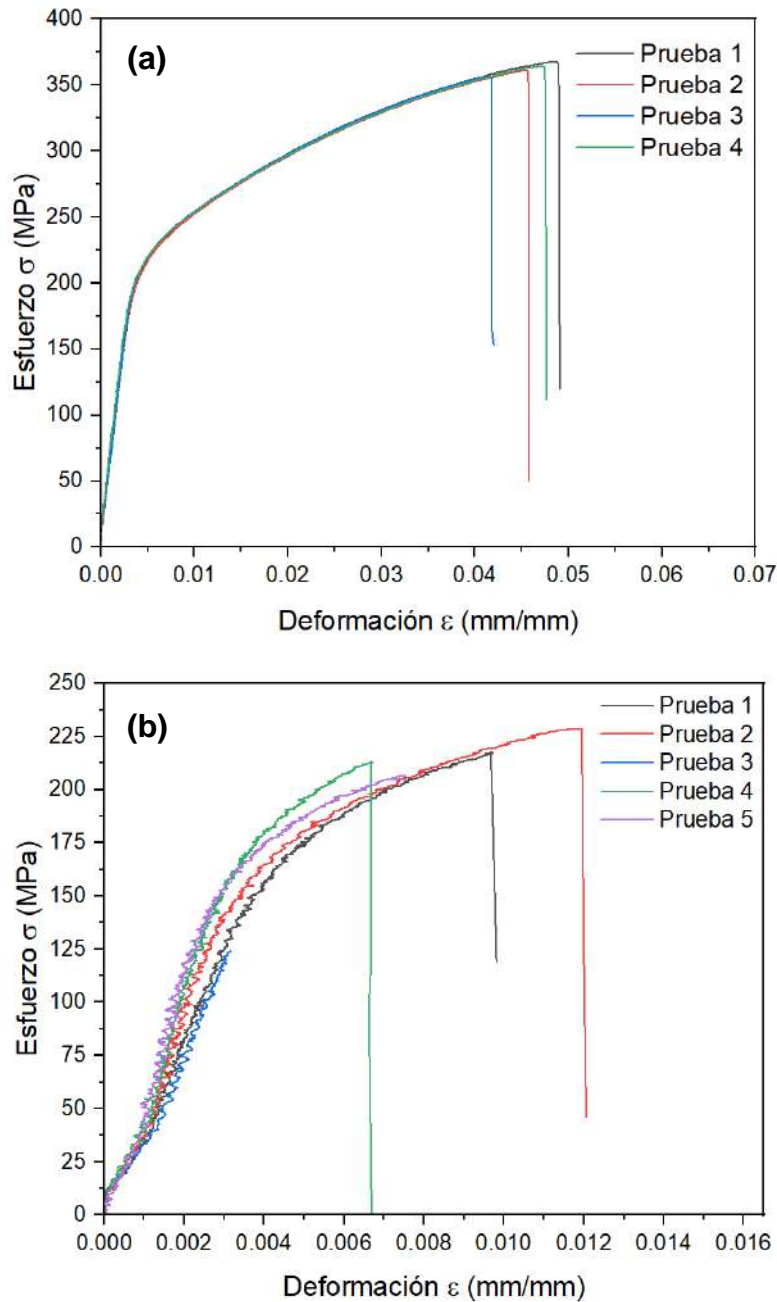 (a)
Prueba 1
Prueba 2
Prueba 3
Prueba 4
Esfuerzo σ (MPa)
400
350
300
250
200
150
100
50
0
0.00 0.01 0.02 0.03 0.04 0.05 0.06 0.07
Deformación ε (mm/mm)
(b)
Prueba 1
Prueba 2
Prueba 3
Prueba 4
Prueba 5
Esfuerzo σ (MPa)
250
225
200
175
150
125
100
75
50
25
0
0.000 0.002 0.004 0.006 0.008 0.010 0.012 0.014 0.016
Deformación ε (mm/mm)